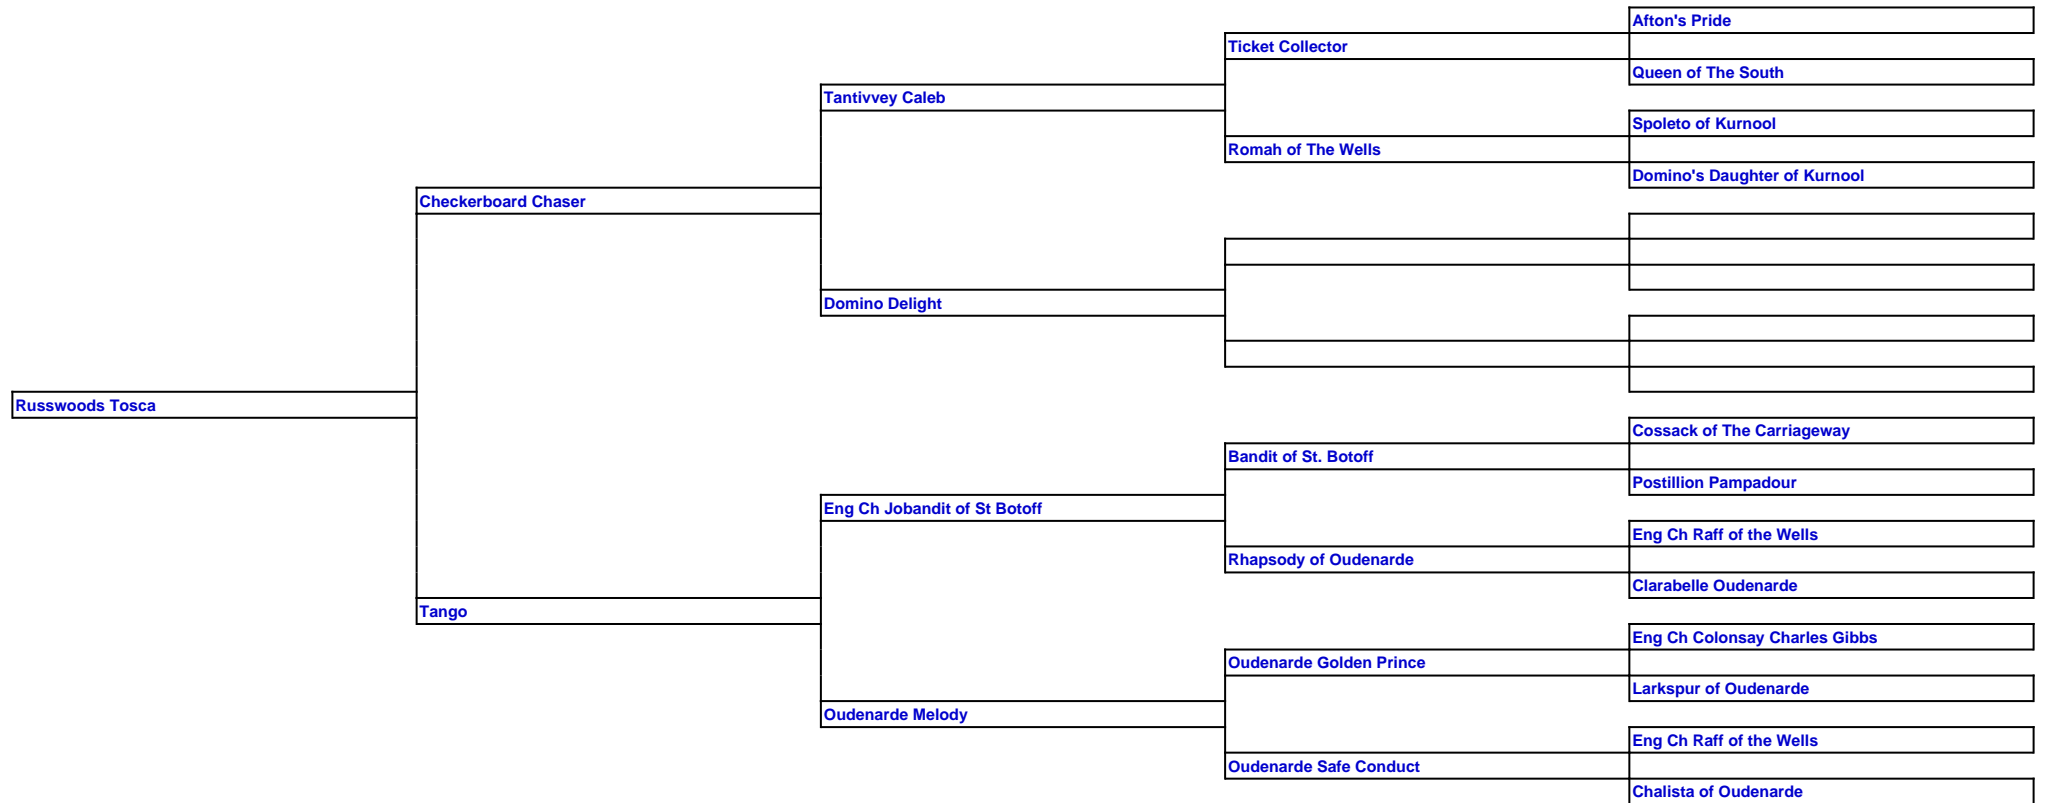 Afton's Pride
Ticket Collector
Queen of The South
Tantivvey Caleb
Spoleto of Kurnool
Romah of The Wells
Domino's Daughter of Kurnool
Checkerboard Chaser
Domino Delight
Russwoods Tosca
Cossack of The Carriageway
Bandit of St. Botoff
Postillion Pampadour
Eng Ch Jobandit of St Botoff
Eng Ch Raff of the Wells
Rhapsody of Oudenarde
Clarabelle Oudenarde
Tango
Eng Ch Colonsay Charles Gibbs
Oudenarde Golden Prince
Larkspur of Oudenarde
Oudenarde Melody
Eng Ch Raff of the Wells
Oudenarde Safe Conduct
Chalista of Oudenarde